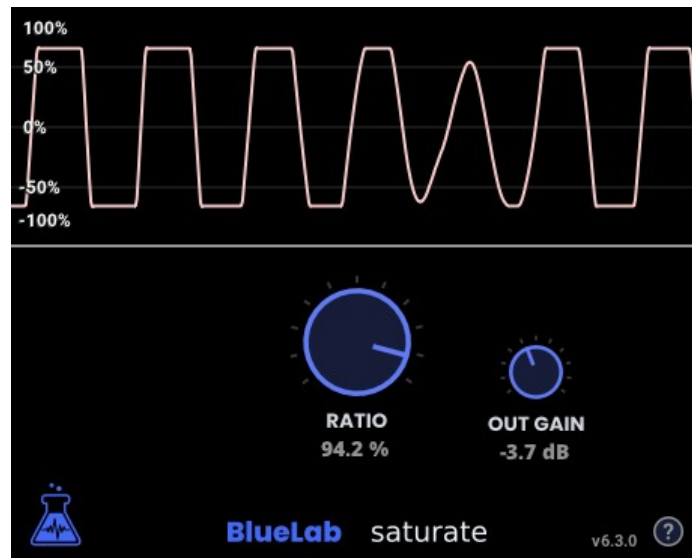 100%
50%
0%
-50%
-100%
RATIO
94.2 %
OUT GAIN
-3.7 dB
BlueLab saturate
v6.3.0 ?